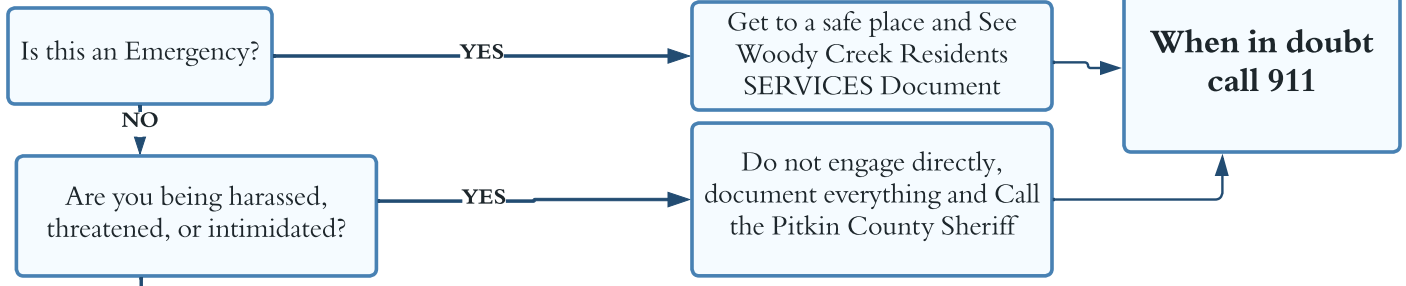 Is this an Emergency?
YES
Get to a safe place and See
Woody Creek Residents
SERVICES Document
When in doubt
call 911
NO
Are you being harassed,
threatened, or intimidated?
YES
Do not engage directly,
document everything and Call
the Pitkin County Sheriff